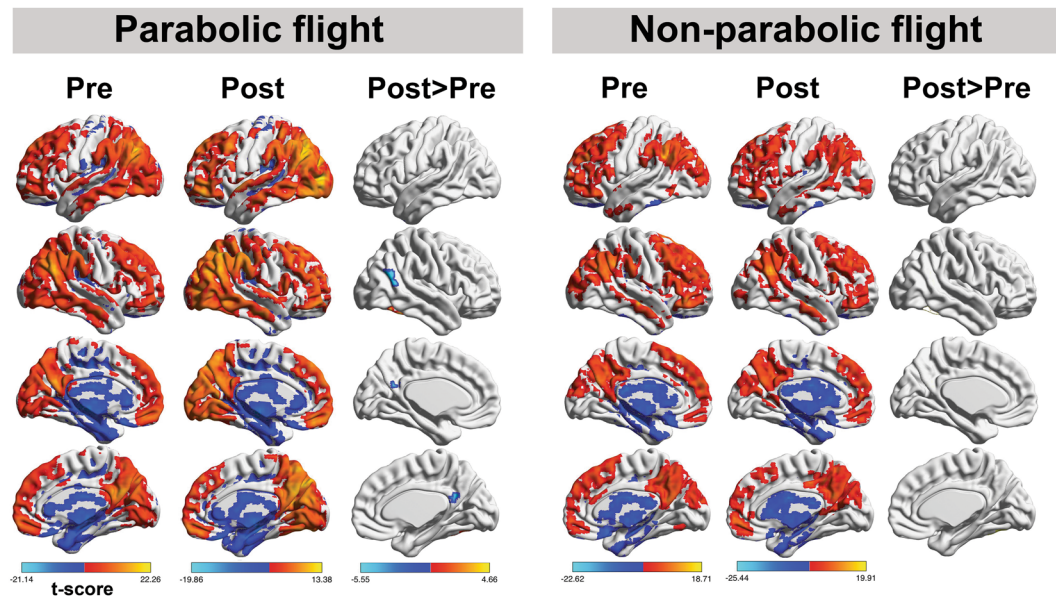 Parabolic flight
Non-parabolic flight
Pre
Post
Post>Pre
Pre
Post
Post>Pre
-21.14
22.26
-19.86
13.38
-5.55
4.66
-22.62
18.71
-25.44
19.91
t-score